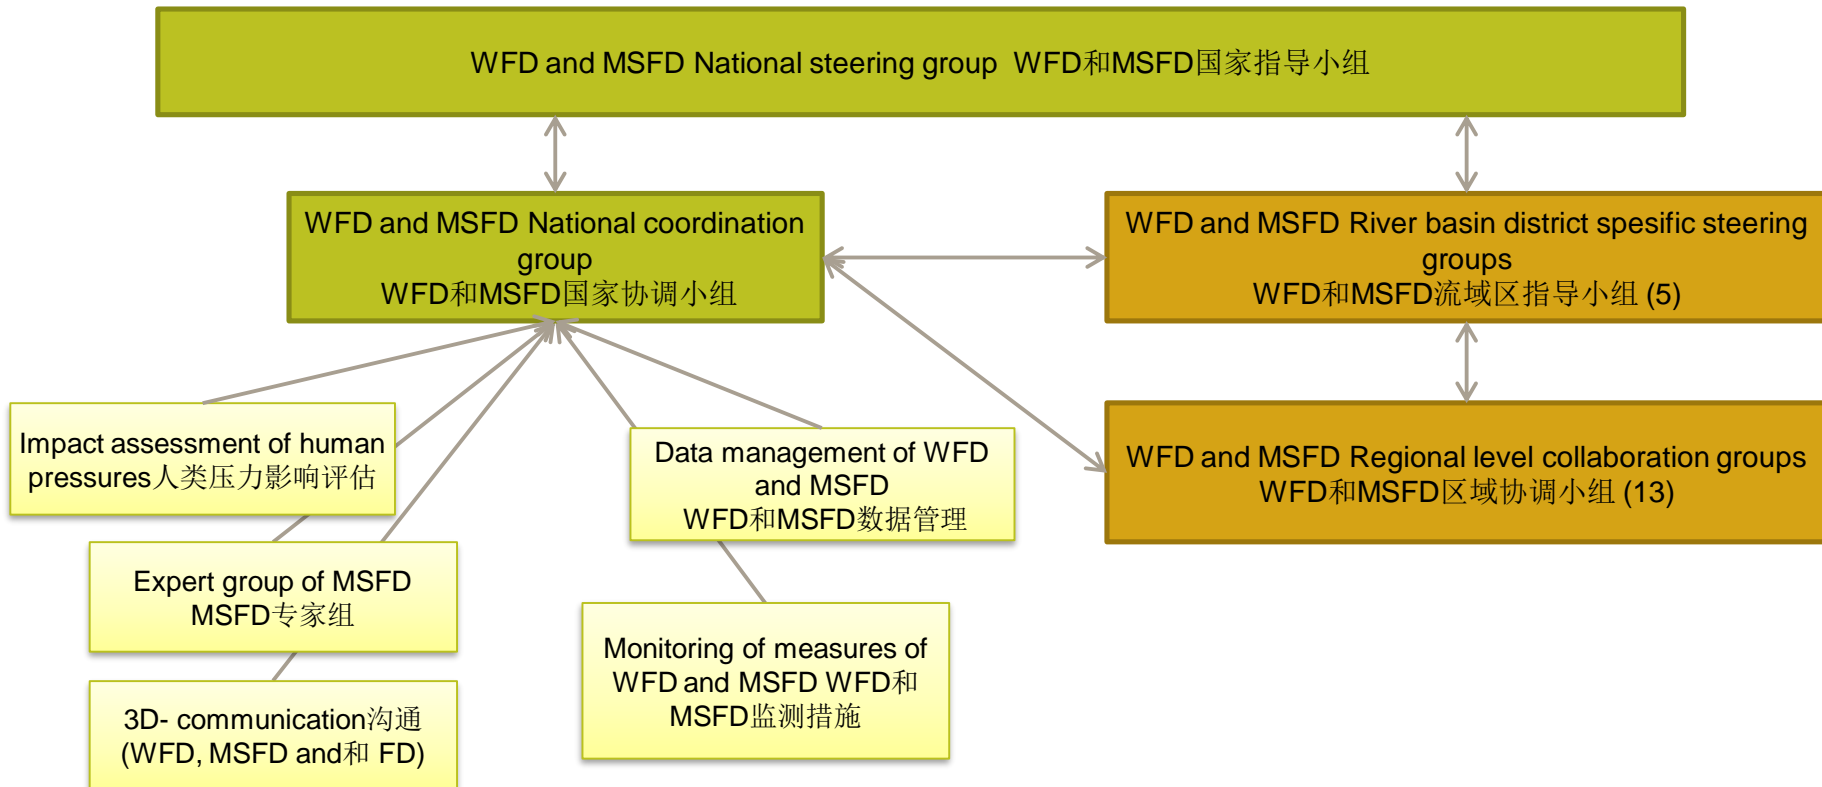 WFD and MSFD National steering group WFD和MSFD国家指导小组
WFD and MSFD National coordination
group
WFD和MSFD国家协调小组
WFD and MSFD River basin district spesific steering
groups
WFD和MSFD流域区指导小组 (5)
Impact assessment of human
pressures人类压力影响评估
Data management of WFD
and MSFD
WFD和MSFD数据管理
WFD and MSFD Regional level collaboration groups
WFD和MSFD区域协调小组 (13)
Expert group of MSFD
MSFD专家组
Monitoring of measures of
WFD and MSFD WFD和
MSFD监测措施
3D- communication沟通
(WFD, MSFD and和 FD)